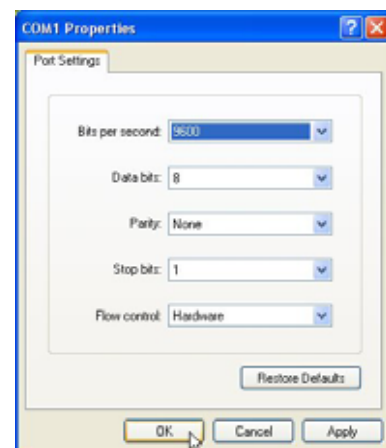 COM1 Properties
Port Settings
Bits per second: 9600
Data bits: 8
Parity: None
Stop bits: 1
Flow control: Hardware
Restore Defaults
OK Cancel Apply